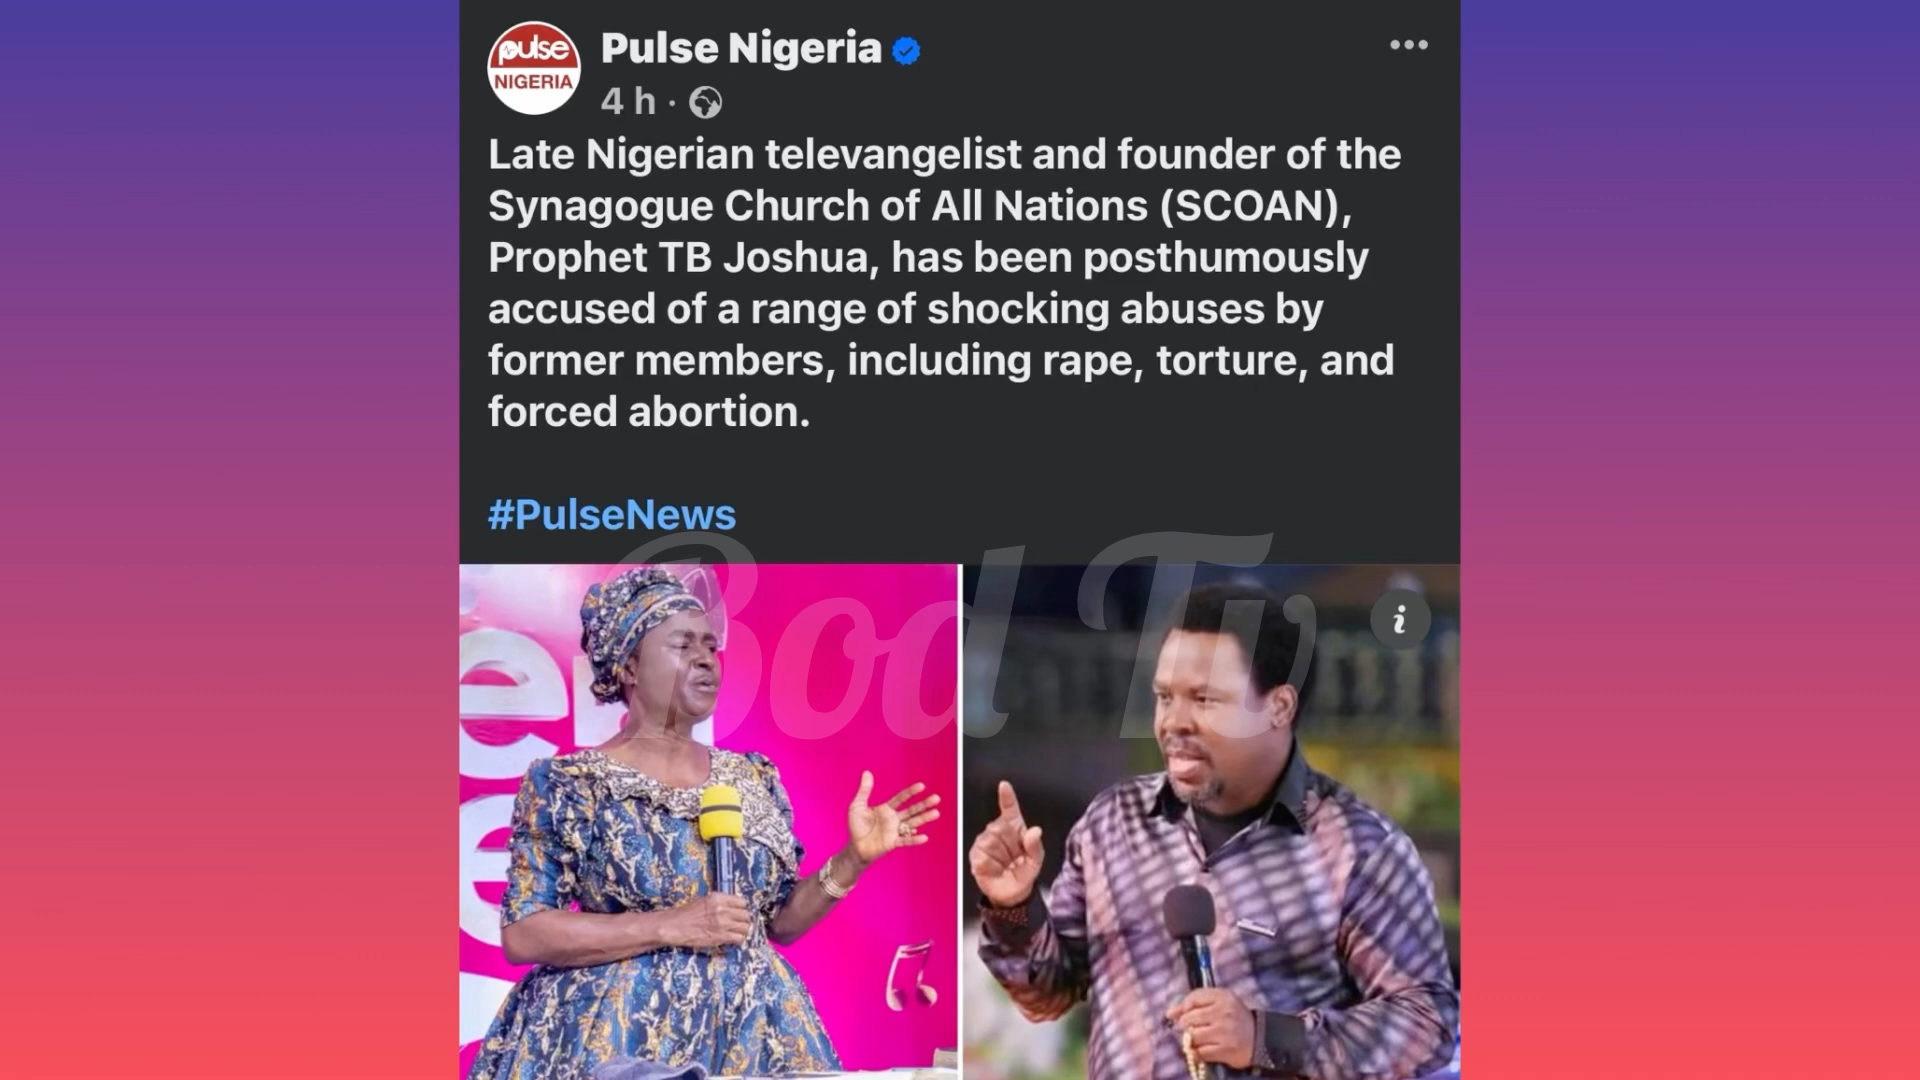 pulse
NIGERIA
Pulse Nigeria
4 h ·
Late Nigerian televangelist and founder of the
Synagogue Church of All Nations (SCOAN),
Prophet TB Joshua, has been posthumously
accused of a range of shocking abuses by
former members, including rape, torture, and
forced abortion.
#PulseNews
Bod Tv
i
en
e